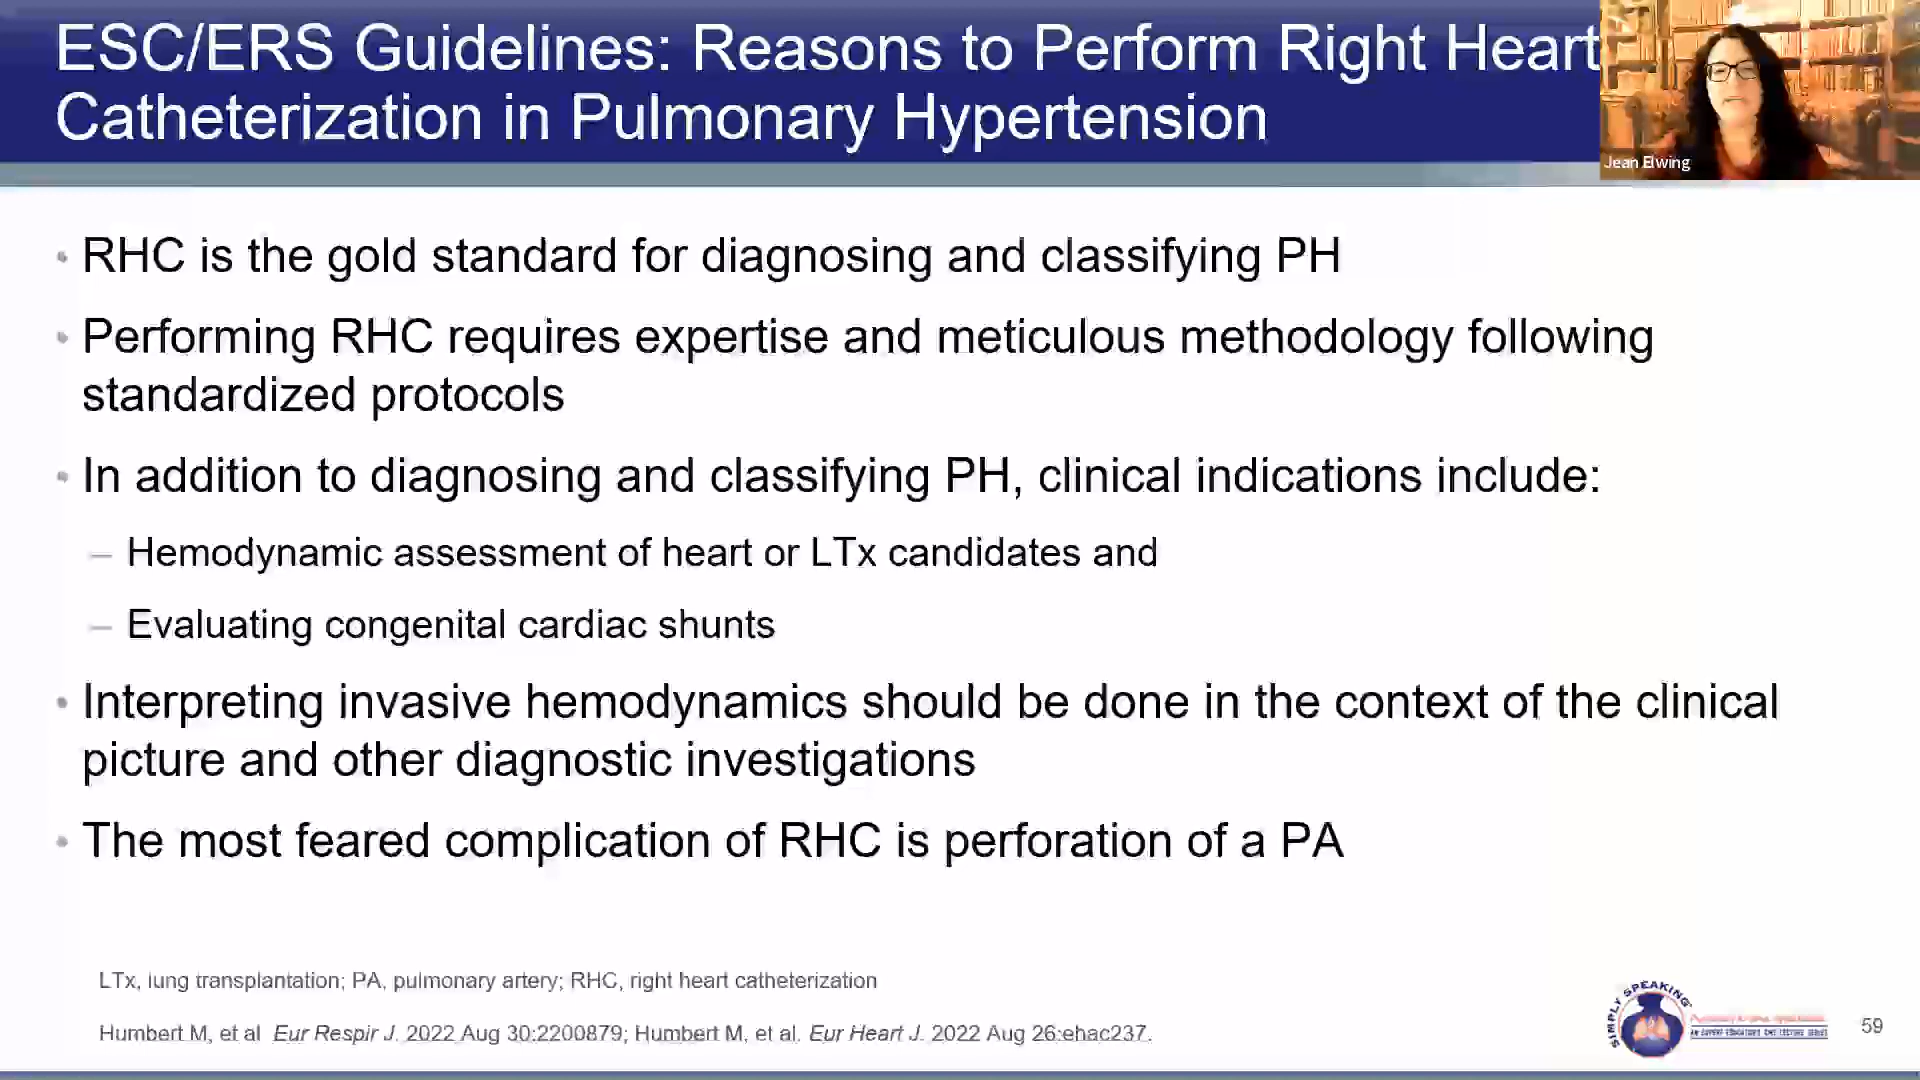 ESC/ERS Guidelines: Reasons to Perform Right Heart
Catheterization in Pulmonary Hypertension
Jean Elwing
• RHC is the gold standard for diagnosing and classifying PH
• Performing RHC requires expertise and meticulous methodology following
standardized protocols
• In addition to diagnosing and classifying PH, clinical indications include:
– Hemodynamic assessment of heart or LTx candidates and
– Evaluating congenital cardiac shunts
• Interpreting invasive hemodynamics should be done in the context of the clinical
picture and other diagnostic investigations
• The most feared complication of RHC is perforation of a PA
LTx, lung transplantation; PA, pulmonary artery; RHC, right heart catheterization
Humbert M, et al Eur Respir J. 2022 Aug 30:2200879; Humbert M, et al. Eur Heart J. 2022 Aug 26:ehac237.
SIMPLY SPEAKING
59